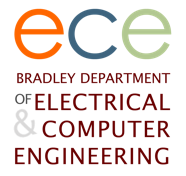 ece
BRADLEY DEPARTMENT
OF ELECTRICAL
& COMPUTER
ENGINEERING